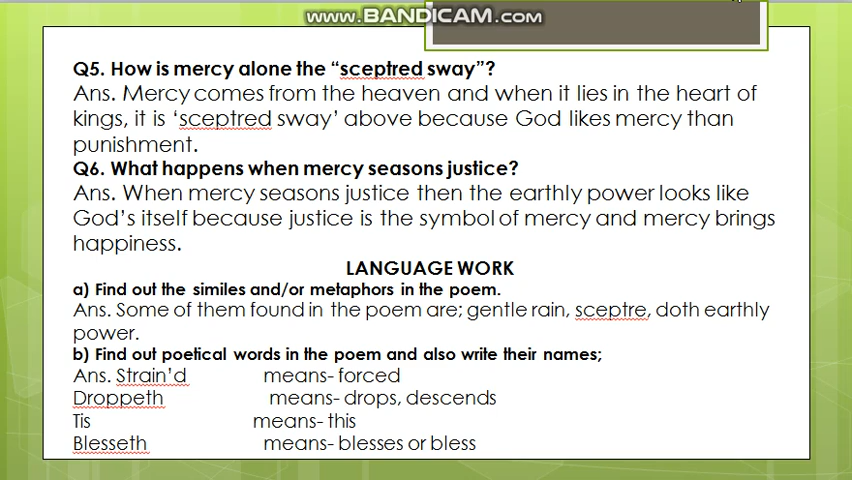 www.BANDICAM.com
Q5. How is mercy alone the “sceptred sway”?
Ans. Mercy comes from the heaven and when it lies in the heart of
kings, it is ‘sceptred sway’ above because God likes mercy than
punishment.
Q6. What happens when mercy seasons justice?
Ans. When mercy seasons justice then the earthly power looks like
God’s itself because justice is the symbol of mercy and mercy brings
happiness.
LANGUAGE WORK
a) Find out the similes and/or metaphors in the poem.
Ans. Some of them found in the poem are; gentle rain, sceptre, doth earthly
power.
b) Find out poetical words in the poem and also write their names;
Ans. Strain’d means- forced
Droppeth means- drops, descends
Tis means- this
Blesseth means- blesses or bless